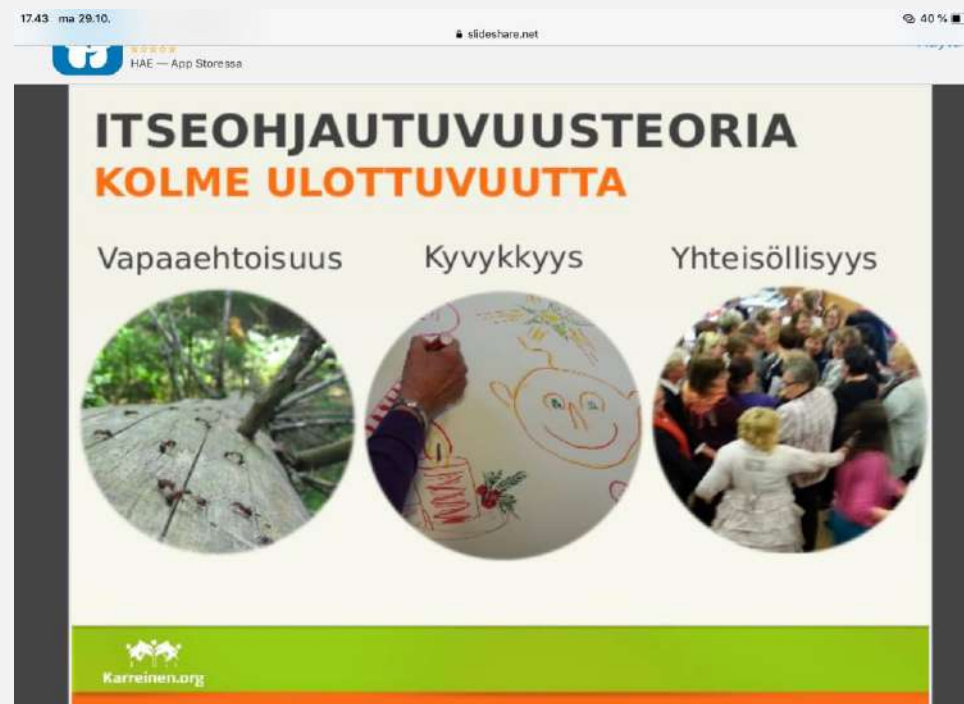 17.43 ma 29.10.
slideshare.net
40 %
HAE — App Storessa
ITSEOHJAUTUVUUSTEORIA
KOLME ULOTTUVUUTTA
Vapaaehtoisuus Kyvykkyys Yhteisöllisyys
Karreinen.org